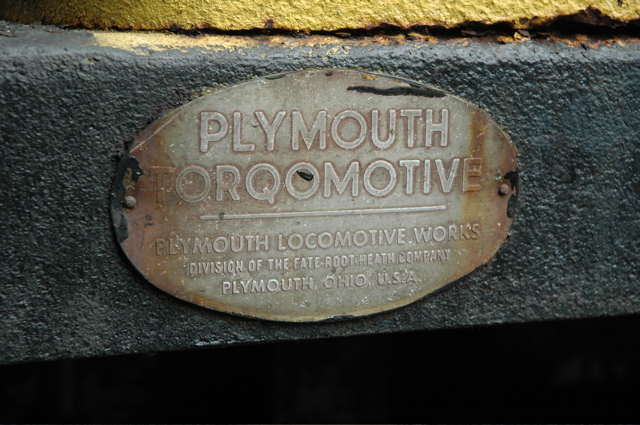 PLYMOUTH
TORQOMOTIVE
PLYMOUTH LOCOMOTIVE WORKS
DIVISION OF THE FATE-ROOT-HEATH COMPANY
PLYMOUTH, OHIO, U.S.A.